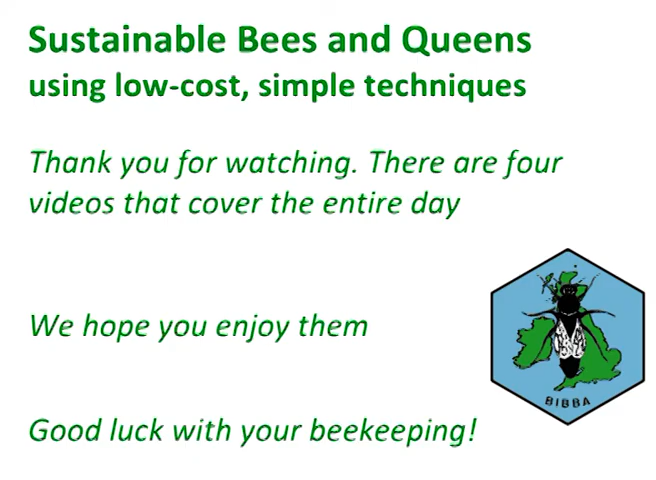 Sustainable Bees and Queens
using low-cost, simple techniques
Thank you for watching. There are four
videos that cover the entire day
We hope you enjoy them
BIBBA
Good luck with your beekeeping!